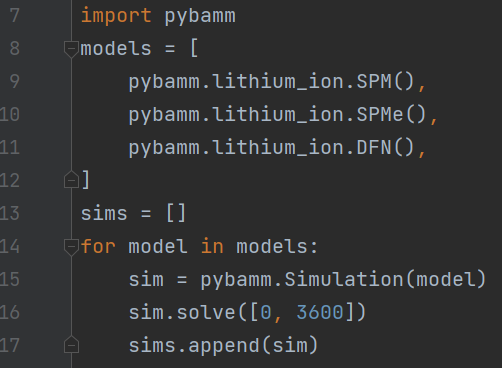 7 import pybamm
8 models = [
9     pybamm.lithium_ion.SPM(),
10     pybamm.lithium_ion.SPMe(),
11     pybamm.lithium_ion.DFN(),
12 ]
13 sims = []
14 for model in models:
15     sim = pybamm.Simulation(model)
16     sim.solve([0, 3600])
17     sims.append(sim)